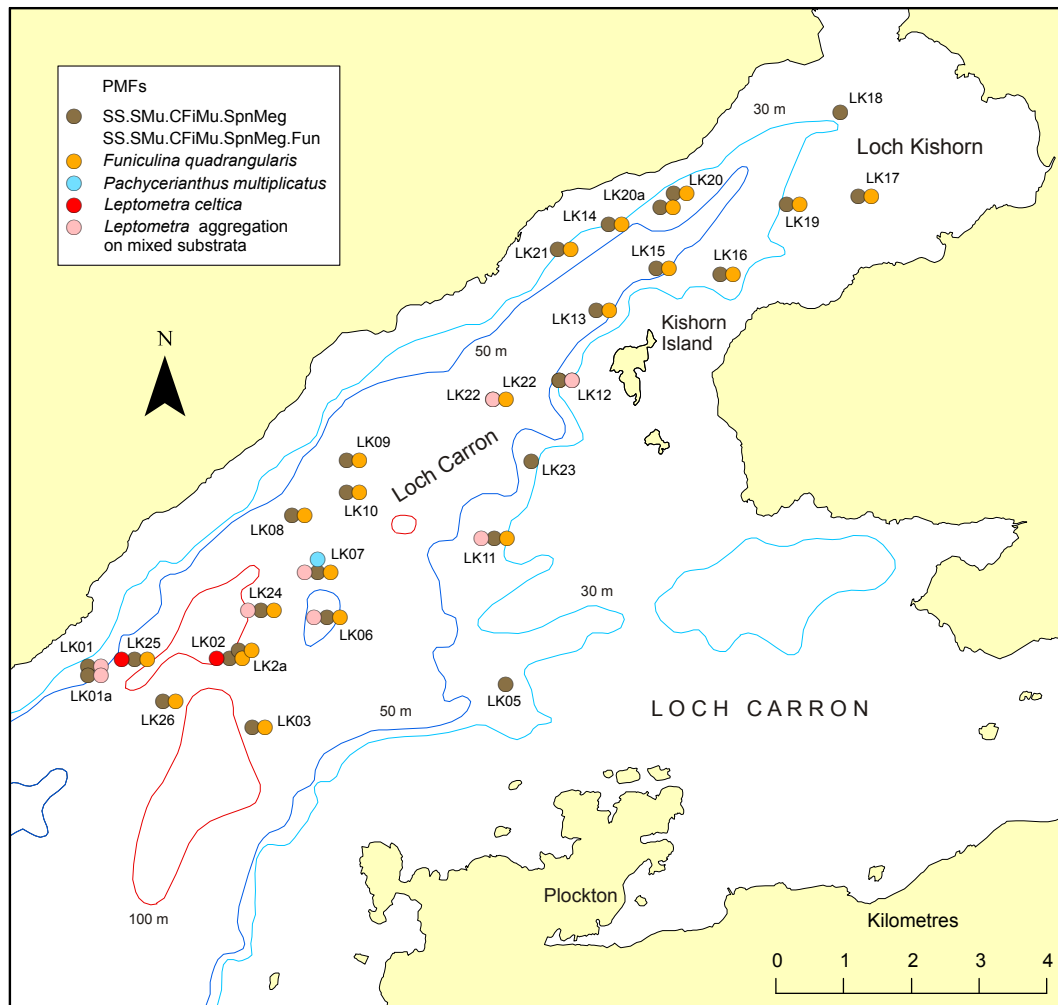 PMFs
SS.SMu.CFiMu.SpnMeg
SS.SMu.CFiMu.SpnMeg.Fun
Funiculina quadrangularis
Pachycerianthus multiplicatus
Leptometra celtica
Leptometra aggregation
on mixed substrata
N
30 m
LK18
Loch Kishorn
LK20
LK20a
LK17
LK14
LK19
LK21
LK15
LK16
LK13
Kishorn
Island
50 m
LK22
LK22
LK12
LK09
Loch Carron
LK23
LK10
LK08
LK11
LK07
LK24
30 m
LK06
LK01
LK25
LK02
LK2a
LK01a
LK05
LK26
LK03
50 m
LOCH CARRON
Plockton
100 m
Kilometres
0 1 2 3 4